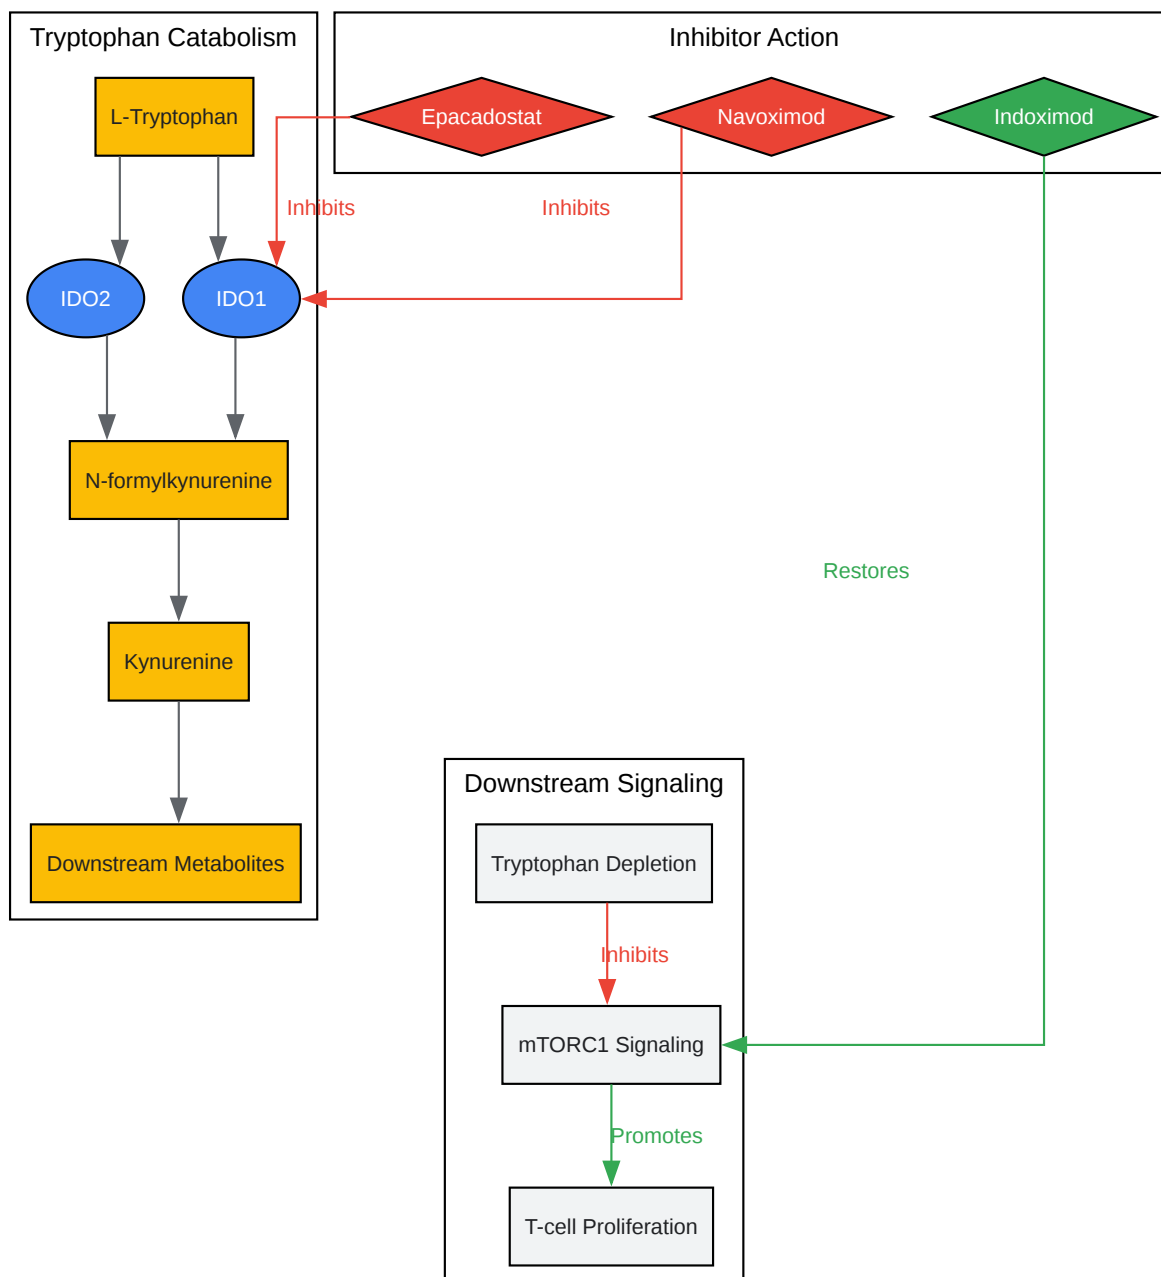 Tryptophan Catabolism
Inhibitor Action
L-Tryptophan
Epacadostat
Navoximod
Indoximod
Inhibits
Inhibits
IDO2
IDO1
N-formylkynurenine
Restores
Kynurenine
Downstream Signaling
Downstream Metabolites
Tryptophan Depletion
Inhibits
mTORC1 Signaling
Promotes
T-cell Proliferation